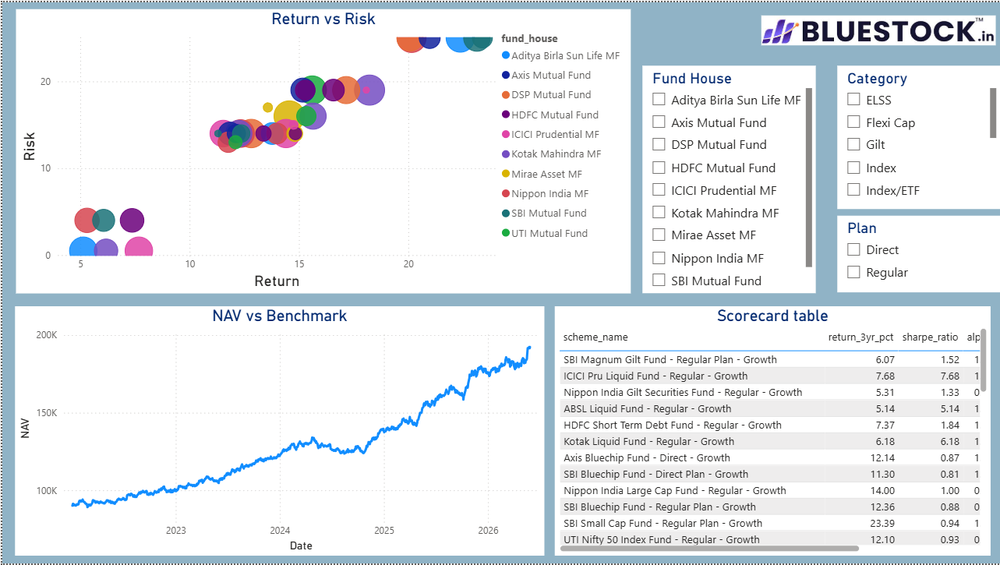 Return vs Risk
Risk
20
10
0
5
10
15
20
Return
fund_house
Aditya Birla Sun Life MF
Axis Mutual Fund
DSP Mutual Fund
HDFC Mutual Fund
ICICI Prudential MF
Kotak Mahindra MF
Mirae Asset MF
Nippon India MF
SBI Mutual Fund
UTI Mutual Fund
BLUESTOCK.in™
Fund House
Aditya Birla Sun Life MF
Axis Mutual Fund
DSP Mutual Fund
HDFC Mutual Fund
ICICI Prudential MF
Kotak Mahindra MF
Mirae Asset MF
Nippon India MF
SBI Mutual Fund
Category
ELSS
Flexi Cap
Gilt
Index
Index/ETF
Plan
Direct
Regular
NAV vs Benchmark
NAV
200K
150K
100K
2023
2024
2025
2026
Date
Scorecard table
scheme_name return_3yr_pct sharpe_ratio alp
SBI Magnum Gilt Fund - Regular Plan - Growth 6.07 1.52 1
ICICI Pru Liquid Fund - Regular - Growth 7.68 7.68 1
Nippon India Gilt Securities Fund - Regular - Growth 5.31 1.33 0
ABSL Liquid Fund - Regular - Growth 5.14 5.14 1
HDFC Short Term Debt Fund - Regular - Growth 7.37 1.84 1
Kotak Liquid Fund - Regular - Growth 6.18 6.18 1
Axis Bluechip Fund - Direct - Growth 12.14 0.87 1
SBI Bluechip Fund - Direct Plan - Growth 11.30 0.81 1
Nippon India Large Cap Fund - Regular - Growth 14.00 1.00 0
SBI Bluechip Fund - Regular Plan - Growth 12.36 0.88 0
SBI Small Cap Fund - Regular Plan - Growth 23.39 0.94 1
UTI Nifty 50 Index Fund - Regular - Growth 12.10 0.93 0